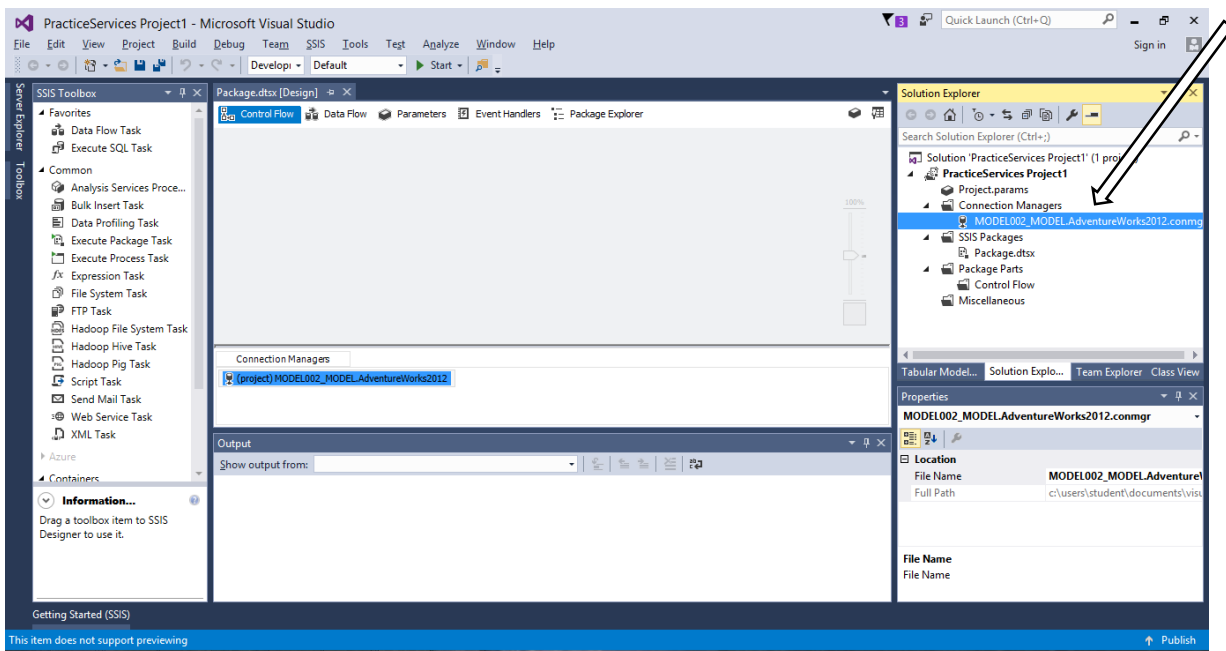 PracticeServices Project1 - Microsoft Visual Studio
3
Quick Launch (Ctrl+Q)
File Edit View Project Build Debug Team SSIS Tools Test Analyze Window Help
Sign in
Developı Default Start
Server Explorer
Toolbox
SSIS Toolbox
Favorites
Data Flow Task
Execute SQL Task
Common
Analysis Services Proce...
Bulk Insert Task
Data Profiling Task
Execute Package Task
Execute Process Task
Expression Task
File System Task
FTP Task
Hadoop File System Task
Hadoop Hive Task
Hadoop Pig Task
Script Task
Send Mail Task
Web Service Task
XML Task
Azure
Containers
Information...
Drag a toolbox item to SSIS
Designer to use it.
Package.dtsx [Design]
Control Flow Data Flow Parameters Event Handlers Package Explorer
100%
Connection Managers
(project) MODEL002_MODEL.AdventureWorks2012
Output
Show output from:
Solution Explorer
Search Solution Explorer (Ctrl+;)
Solution 'PracticeServices Project1' (1 project)
PracticeServices Project1
Project.params
Connection Managers
MODEL002_MODEL.AdventureWorks2012.conmg
SSIS Packages
Package.dtsx
Package Parts
Control Flow
Miscellaneous
Tabular Model... Solution Explo... Team Explorer Class View
Properties
MODEL002_MODEL.AdventureWorks2012.conmgr
Location
File Name MODEL002_MODEL.Adventure
Full Path c:\users\student\documents\visu
File Name
File Name
Getting Started (SSIS)
This item does not support previewing
Publish